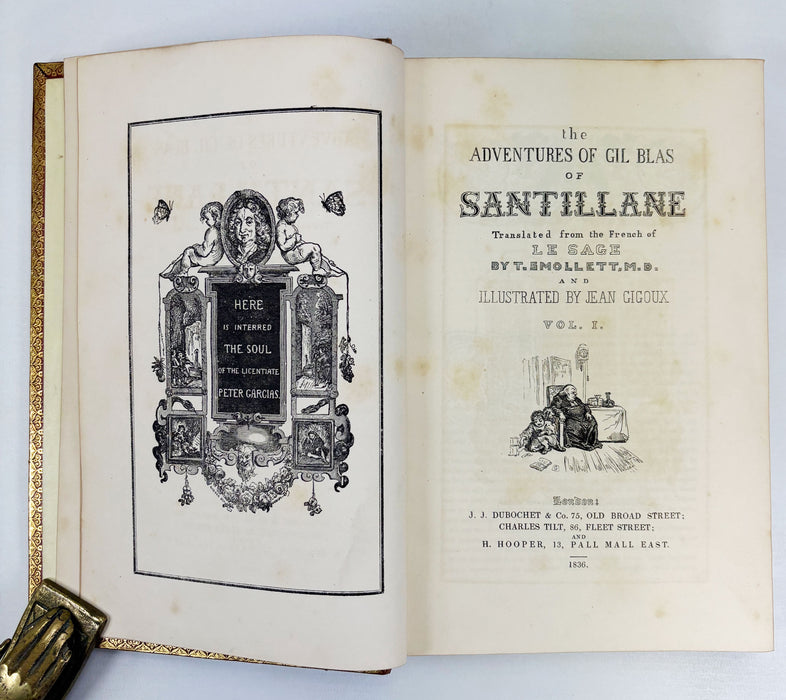 HERE
IS INTERRED
THE SOUL
OF THE LICENTIATE
PETER GARCIAS.
the
ADVENTURES OF GIL BLAS
OF
SANTILLANE
Translated from the French of
LE SAGE
BY T. SMOLLETT, M.D.
AND
ILLUSTRATED BY JEAN GIGOUX
VOL. I.
London:
J. J. DUBOCHET & Co. 75, OLD BROAD STREET;
CHARLES TILT, 86, FLEET STREET;
AND
H. HOOPER, 13, PALL MALL EAST.
1836.